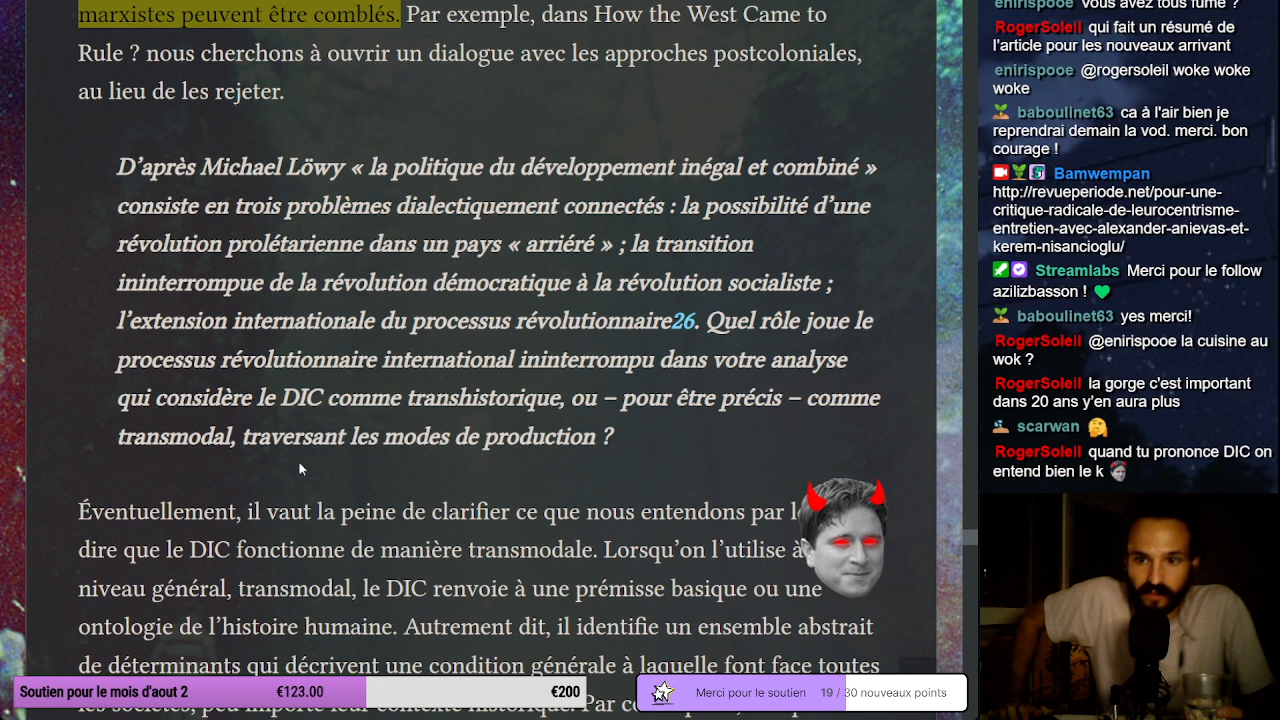 marxistes peuvent être comblés. Par exemple, dans How the West Came to
Rule ? nous cherchons à ouvrir un dialogue avec les approches postcoloniales,
au lieu de les rejeter.
D’après Michael Löwy « la politique du développement inégal et combiné »
consiste en trois problèmes dialectiquement connectés : la possibilité d’une
révolution prolétarienne dans un pays « arriéré » ; la transition
ininterrompue de la révolution démocratique à la révolution socialiste ;
l’extension internationale du processus révolutionnaire26. Quel rôle joue le
processus révolutionnaire international ininterrompu dans votre analyse
qui considère le DIC comme transhistorique, ou – pour être précis – comme
transmodal, traversant les modes de production ?
Éventuellement, il vaut la peine de clarifier ce que nous entendons par
dire que le DIC fonctionne de manière transmodale. Lorsqu’on l’utilise à
niveau général, transmodal, le DIC renvoie à une prémisse basique ou une
ontologie de l’histoire humaine. Autrement dit, il identifie un ensemble abstrait
de déterminants qui décrivent une condition générale à laquelle font face toutes
Soutien pour le mois d'aout 2 €123.00 €200
Merci pour le soutien 19 / 30 nouveaux points
enirispooe vous avez tous fumé ?
RogerSoleil qui fait un résumé de
l'article pour les nouveaux arrivant
enirispooe @rogersoleil woke woke
woke
baboulinet63 ca à l'air bien je
reprendrai demain la vod. merci. bon
courage !
Bamwempan
http://revueperiode.net/pour-une-
critique-radicale-de-leurocentrisme-
entretien-avec-alexander-anievas-et-
kerem-nisancioglu/
Streamlabs Merci pour le follow
azilizbasson !
baboulinet63 yes merci!
RogerSoleil @enirispooe la cuisine au
wok ?
RogerSoleil la gorge c'est important
dans 20 ans y'en aura plus
scarwan
RogerSoleil quand tu prononce DIC on
entend bien le k